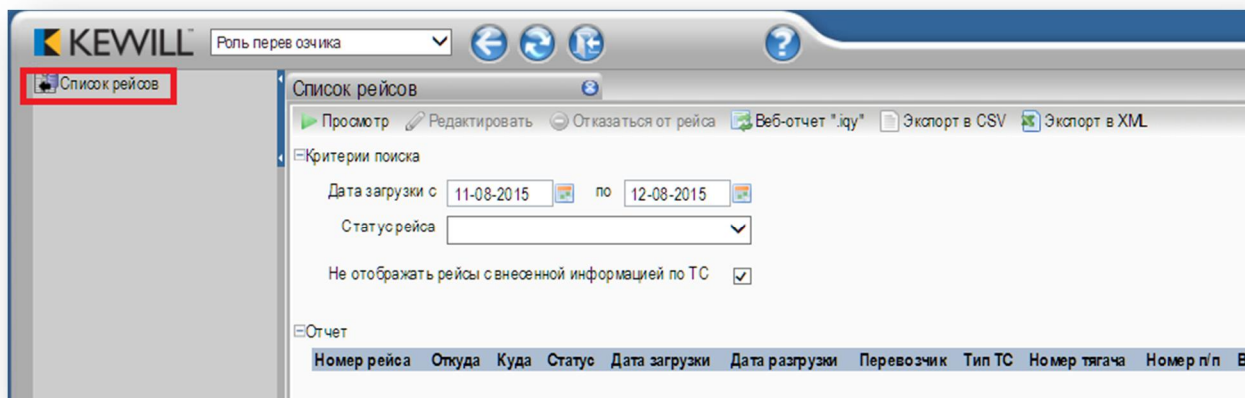 KEWILL Роль перевозчика ?
Список рейсов
Список рейсов
Просмотр Редактировать Отказаться от рейса Веб-отчет ".iqy" Экспорт в CSV Экспорт в XML
Критерии поиска
Дата загрузки с 11-08-2015 по 12-08-2015
Статус рейса
Не отображать рейсы с внесенной информацией по ТС
Отчет
Номер рейса Откуда Куда Статус Дата загрузки Дата разгрузки Перевозчик Тип ТС Номер тягача Номер п/п